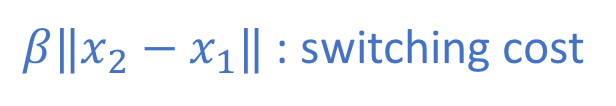 𝛽‖𝑥₂ − 𝑥₁‖ : switching cost